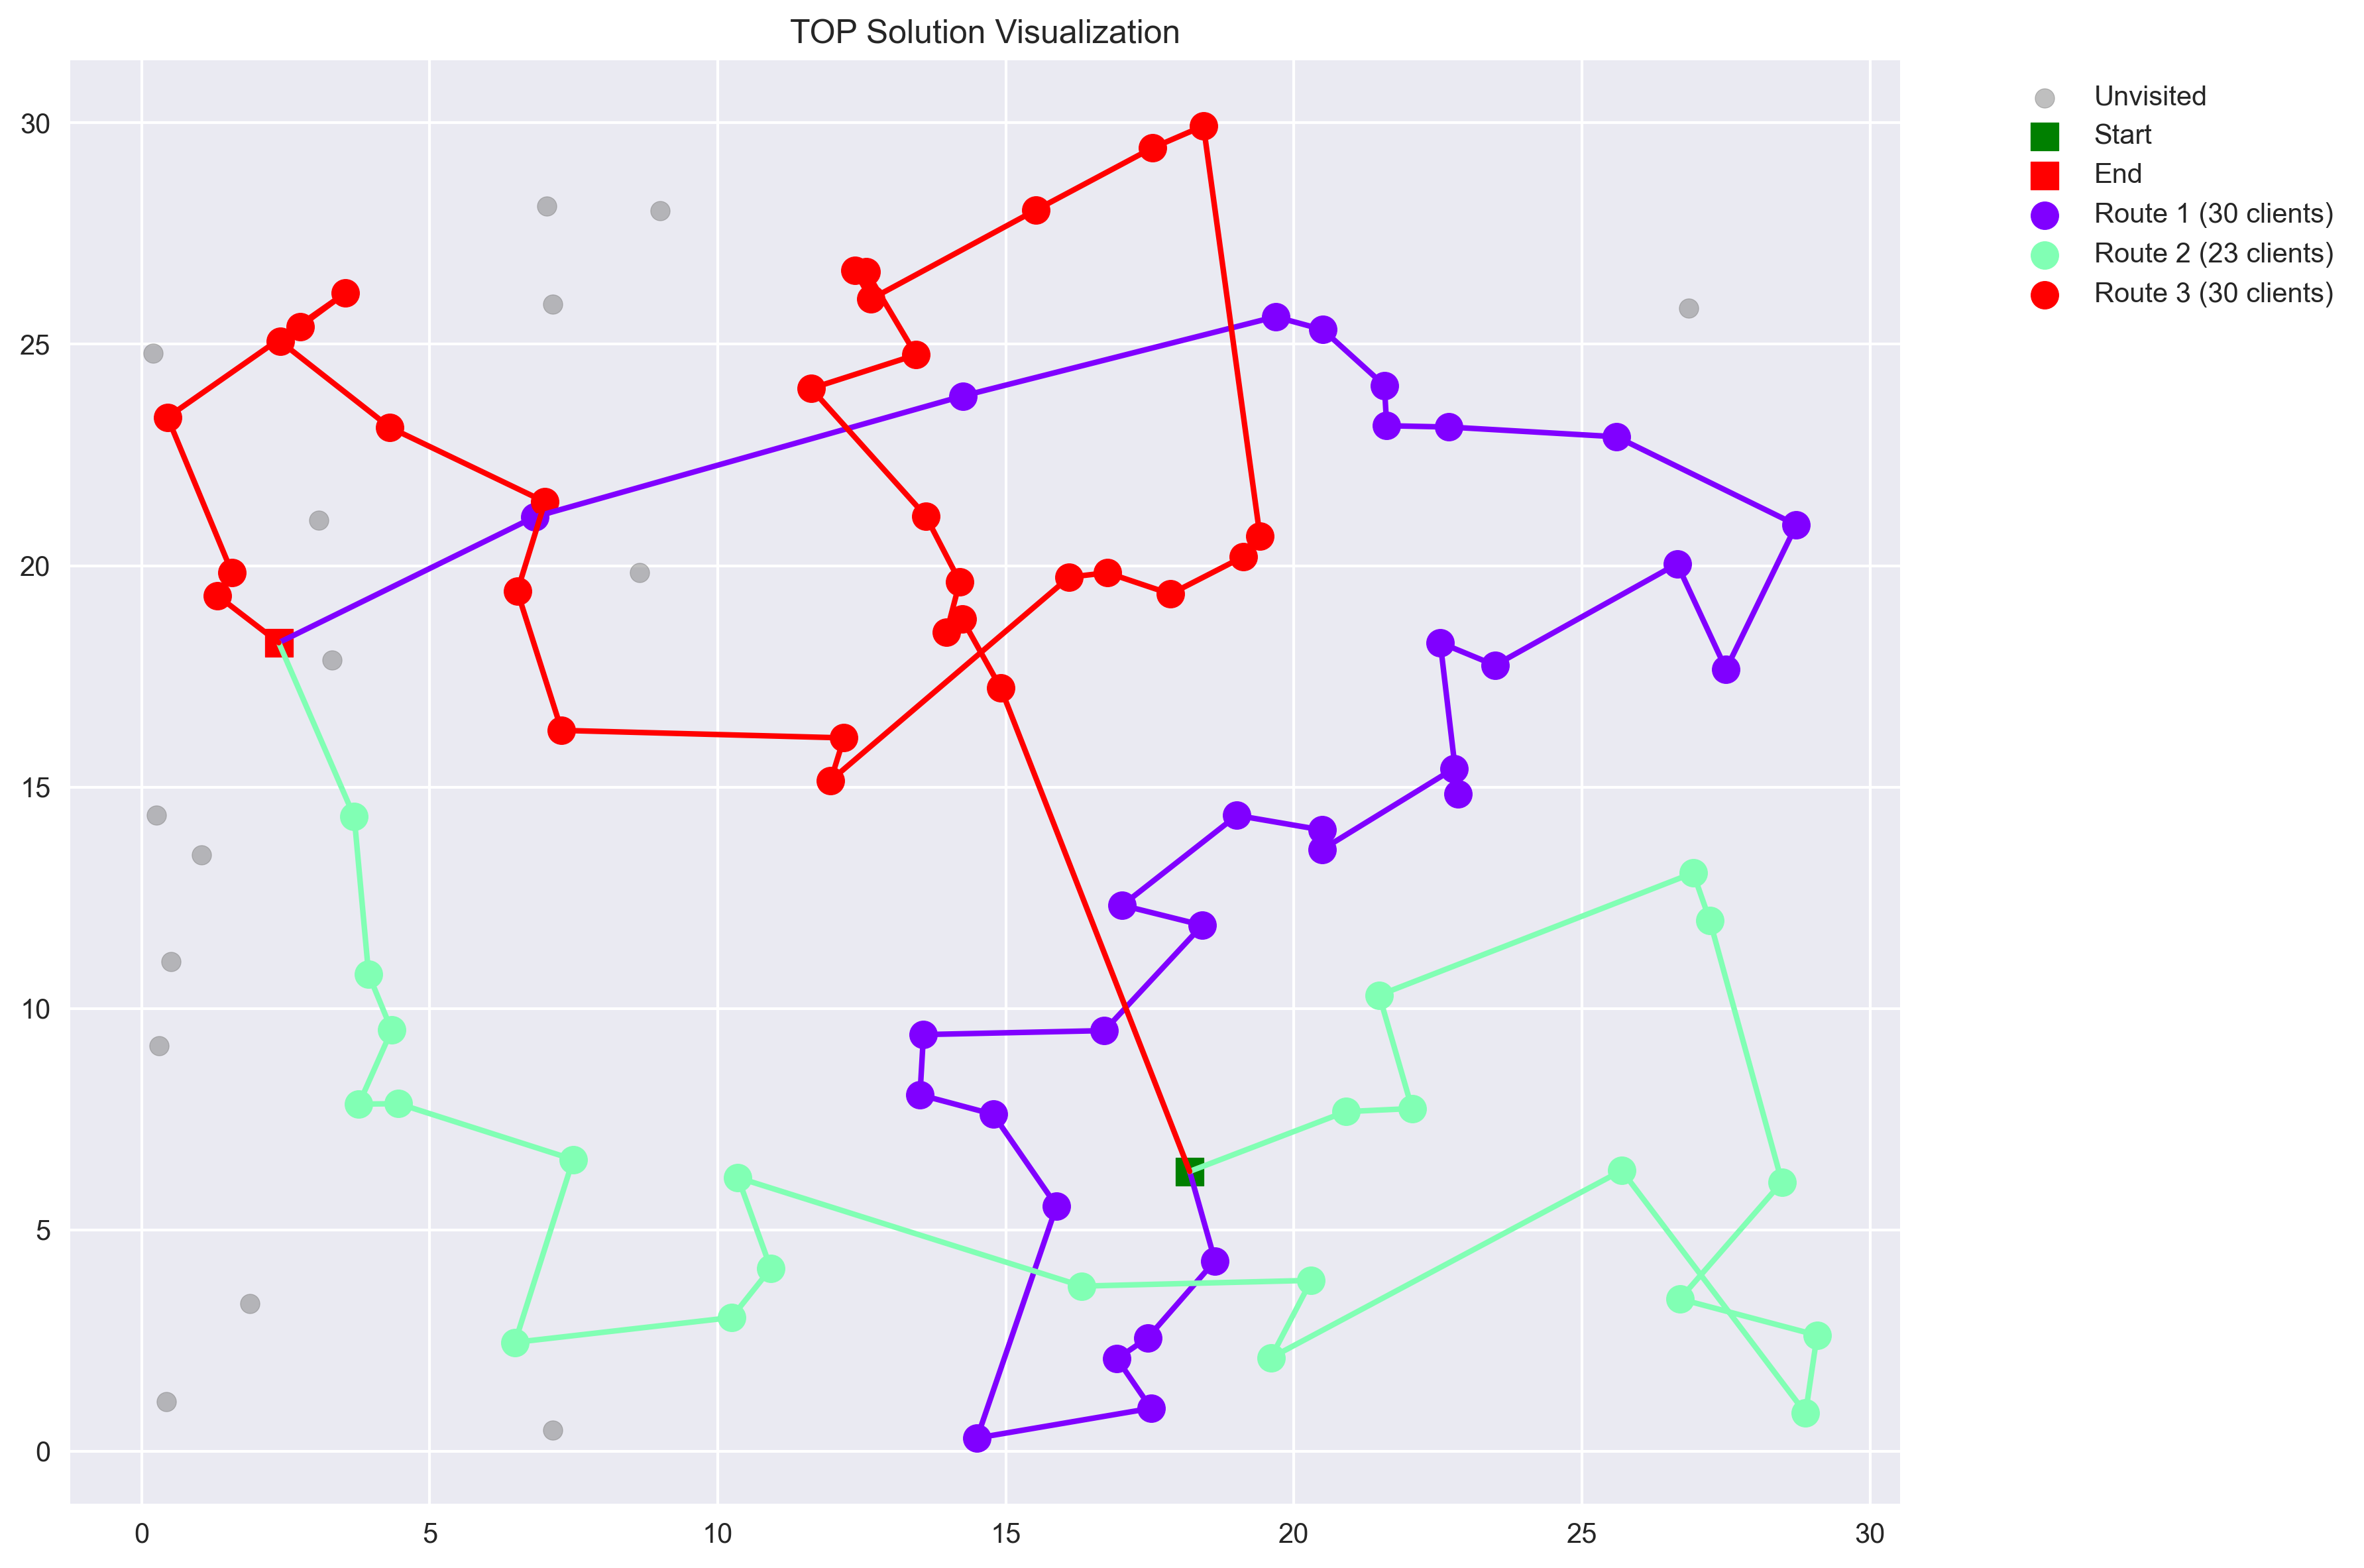 TOP Solution Visualization
30
25
20
15
10
5
0
0 5 10 15 20 25 30
Unvisited
Start
End
Route 1 (30 clients)
Route 2 (23 clients)
Route 3 (30 clients)